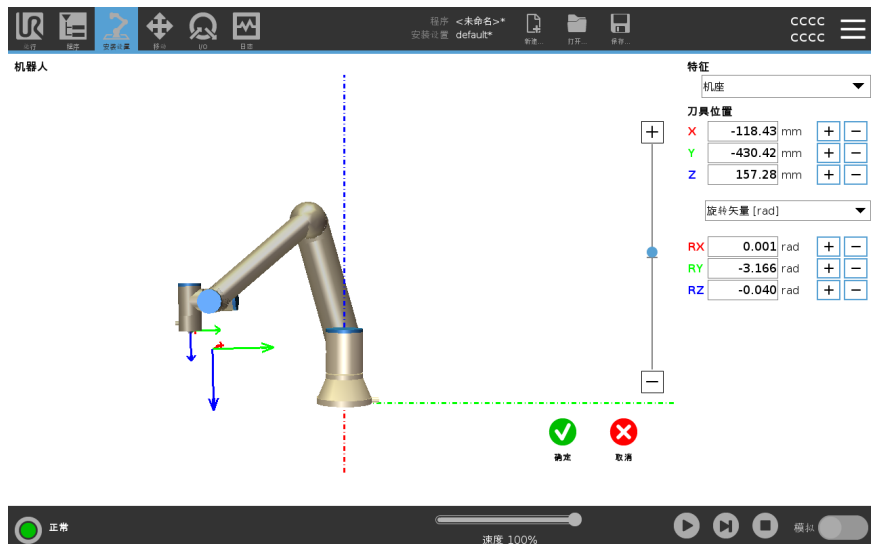 UR
运行
程序
安装设置
移动
I/O
日志
程序 <未命名>*
安装设置 default*
新建...
打开...
保存...
CCCC
CCCC
机器人
特征
机座
刀具位置
X -118.43 mm + −
Y -430.42 mm + −
Z 157.28 mm + −
旋转矢量 [rad]
RX 0.001 rad + −
RY -3.166 rad + −
RZ -0.040 rad + −
确定
取消
正常
速度 100%
模拟